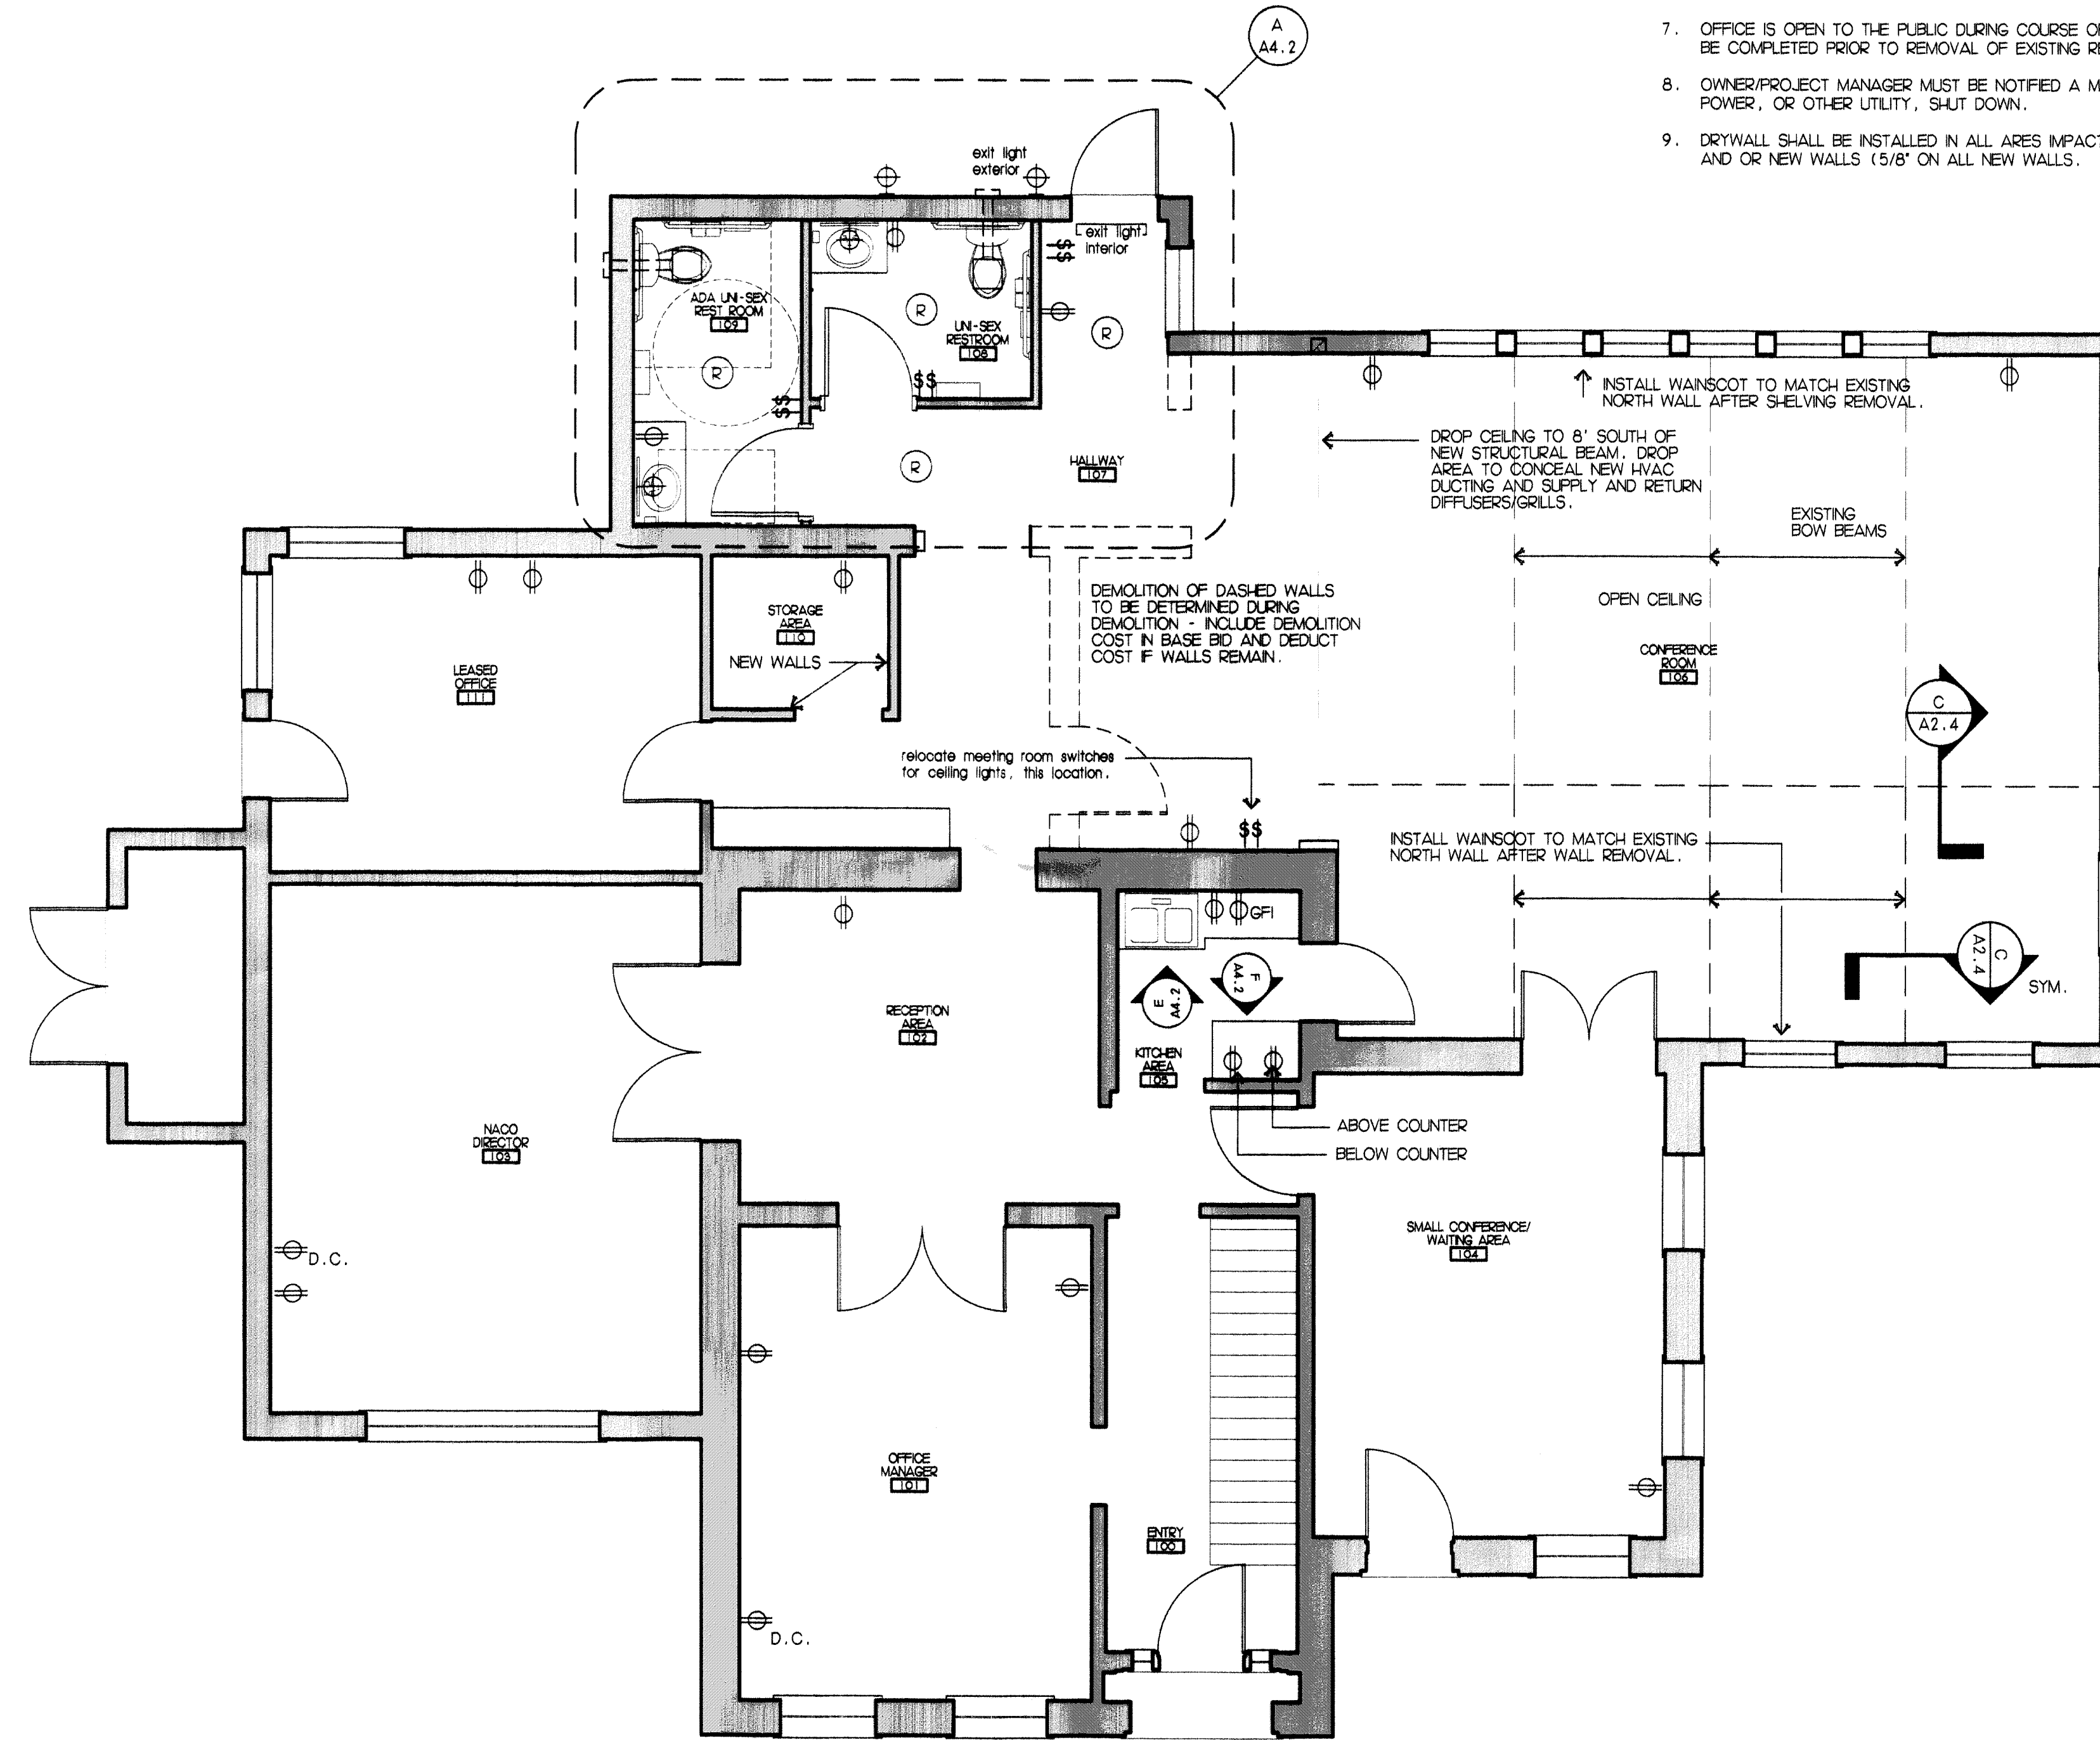 A
A4.2
7. OFFICE IS OPEN TO THE PUBLIC DURING COURSE
BE COMPLETED PRIOR TO REMOVAL OF EXISTING
8. OWNER/PROJECT MANAGER MUST BE NOTIFIED A
POWER, OR OTHER UTILITY, SHUT DOWN.
9. DRYWALL SHALL BE INSTALLED IN ALL ARES
AND OR NEW WALLS (5/8" ON ALL NEW WALLS.
exit light
exterior
exit light
interior
$$
ADA UNI-SEX
REST ROOM
109
R
R
UNI-SEX
RESTROOM
108
R
$$
$$
R
HALLWAY
107
INSTALL WAINSCOT TO MATCH EXISTING
NORTH WALL AFTER SHELVING REMOVAL.
DROP CEILING TO 8' SOUTH OF
NEW STRUCTURAL BEAM. DROP
AREA TO CONCEAL NEW HVAC
DUCTING AND SUPPLY AND RETURN
DIFFUSERS/GRILLS.
EXISTING
BOW BEAMS
OPEN CEILING
CONFERENCE
ROOM
106
DEMOLITION OF DASHED WALLS
TO BE DETERMINED DURING
DEMOLITION - INCLUDE DEMOLITION
COST IN BASE BID AND DEDUCT
COST IF WALLS REMAIN.
STORAGE
AREA
110
NEW WALLS
LEASED
OFFICE
111
C
A2.4
relocate meeting room switches
for ceiling lights, this location.
$$
INSTALL WAINSCOT TO MATCH EXISTING
NORTH WALL AFTER WALL REMOVAL.
GFI
F
A4.2
E
A4.2
C
A2.4
SYM.
RECEPTION
AREA
102
KITCHEN
AREA
105
ABOVE COUNTER
BELOW COUNTER
NACO
DIRECTOR
103
D.C.
SMALL CONFERENCE/
WAITING AREA
104
OFFICE
MANAGER
101
ENTRY
100
D.C.